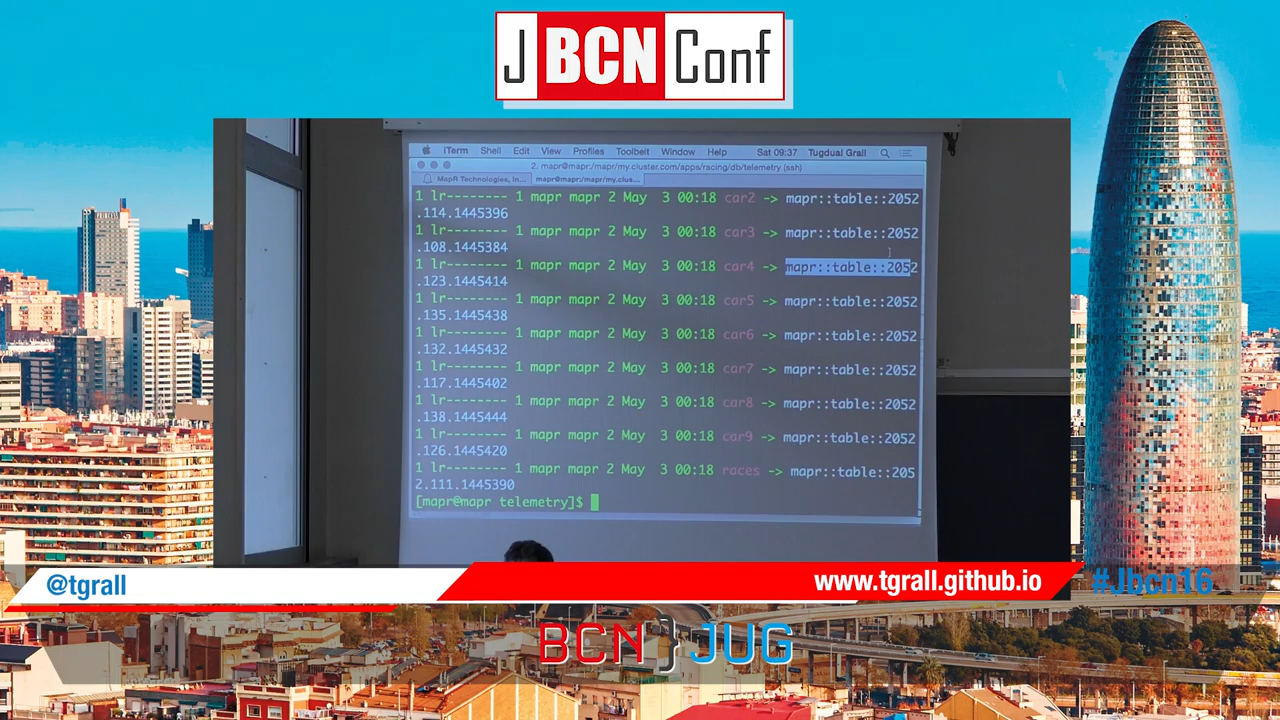 J BCN Conf
iTerm Shell Edit View Profiles Toolbelt Window Help Sat 09:37 Tugdual Grall
2. mapr@mapr:/mapr/my.cluster.com/apps/racing/db/telemetry (ssh)
MapR Technologies, In... mapr@mapr:/mapr/my.clus...
1 lr-------- 1 mapr mapr 2 May 3 00:18 car2 -> mapr::table::2052
.114.1445396
1 lr-------- 1 mapr mapr 2 May 3 00:18 car3 -> mapr::table::2052
.108.1445384
1 lr-------- 1 mapr mapr 2 May 3 00:18 car4 -> mapr::table::2052
.123.1445414
1 lr-------- 1 mapr mapr 2 May 3 00:18 car5 -> mapr::table::2052
.135.1445438
1 lr-------- 1 mapr mapr 2 May 3 00:18 car6 -> mapr::table::2052
.132.1445432
1 lr-------- 1 mapr mapr 2 May 3 00:18 car7 -> mapr::table::2052
.117.1445402
1 lr-------- 1 mapr mapr 2 May 3 00:18 car8 -> mapr::table::2052
.138.1445444
1 lr-------- 1 mapr mapr 2 May 3 00:18 car9 -> mapr::table::2052
.126.1445420
1 lr-------- 1 mapr mapr 2 May 3 00:18 races -> mapr::table::205
2.111.1445390
[mapr@mapr telemetry]$
@tgrall
www.tgrall.github.io
#Jbcn16
BCN JUG